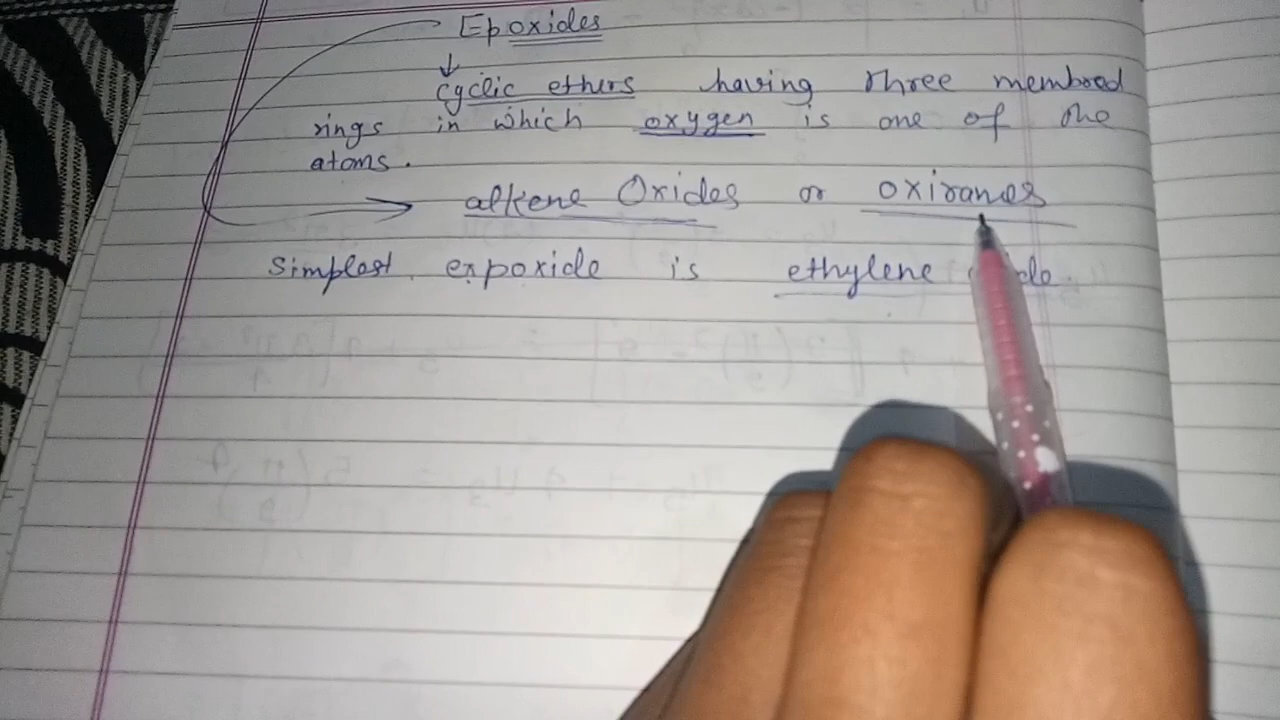 Epoxides
cyclic ethers having three membered
rings in which oxygen is one of the
atoms.
alkene Oxides or oxiranes
Simplest expoxide is ethylene